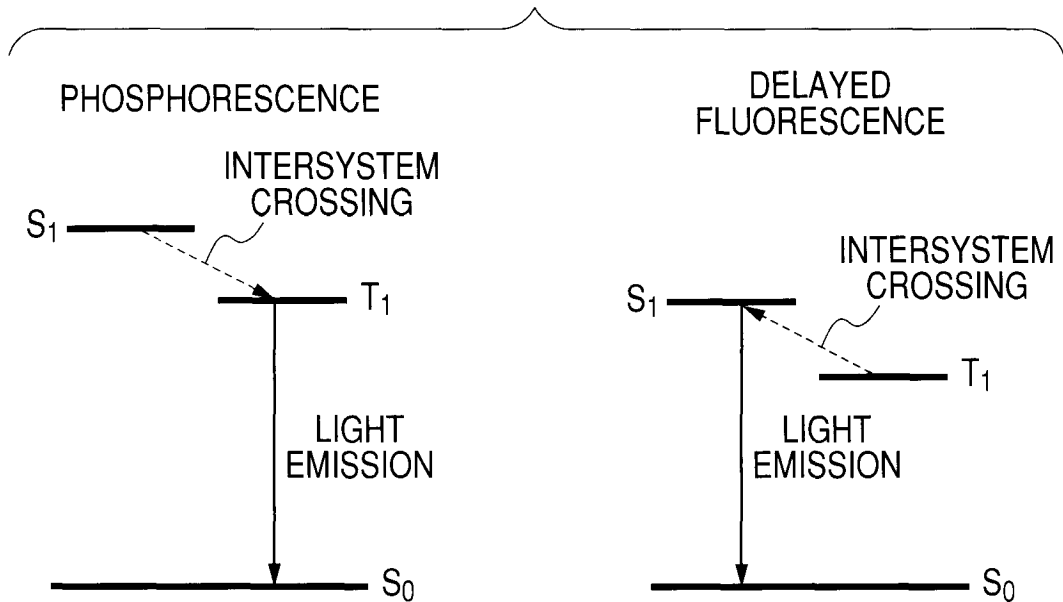 PHOSPHORESCENCE
INTERSYSTEM
CROSSING
S₁
T₁
LIGHT
EMISSION
S₀
DELAYED
FLUORESCENCE
INTERSYSTEM
CROSSING
S₁
T₁
LIGHT
EMISSION
S₀